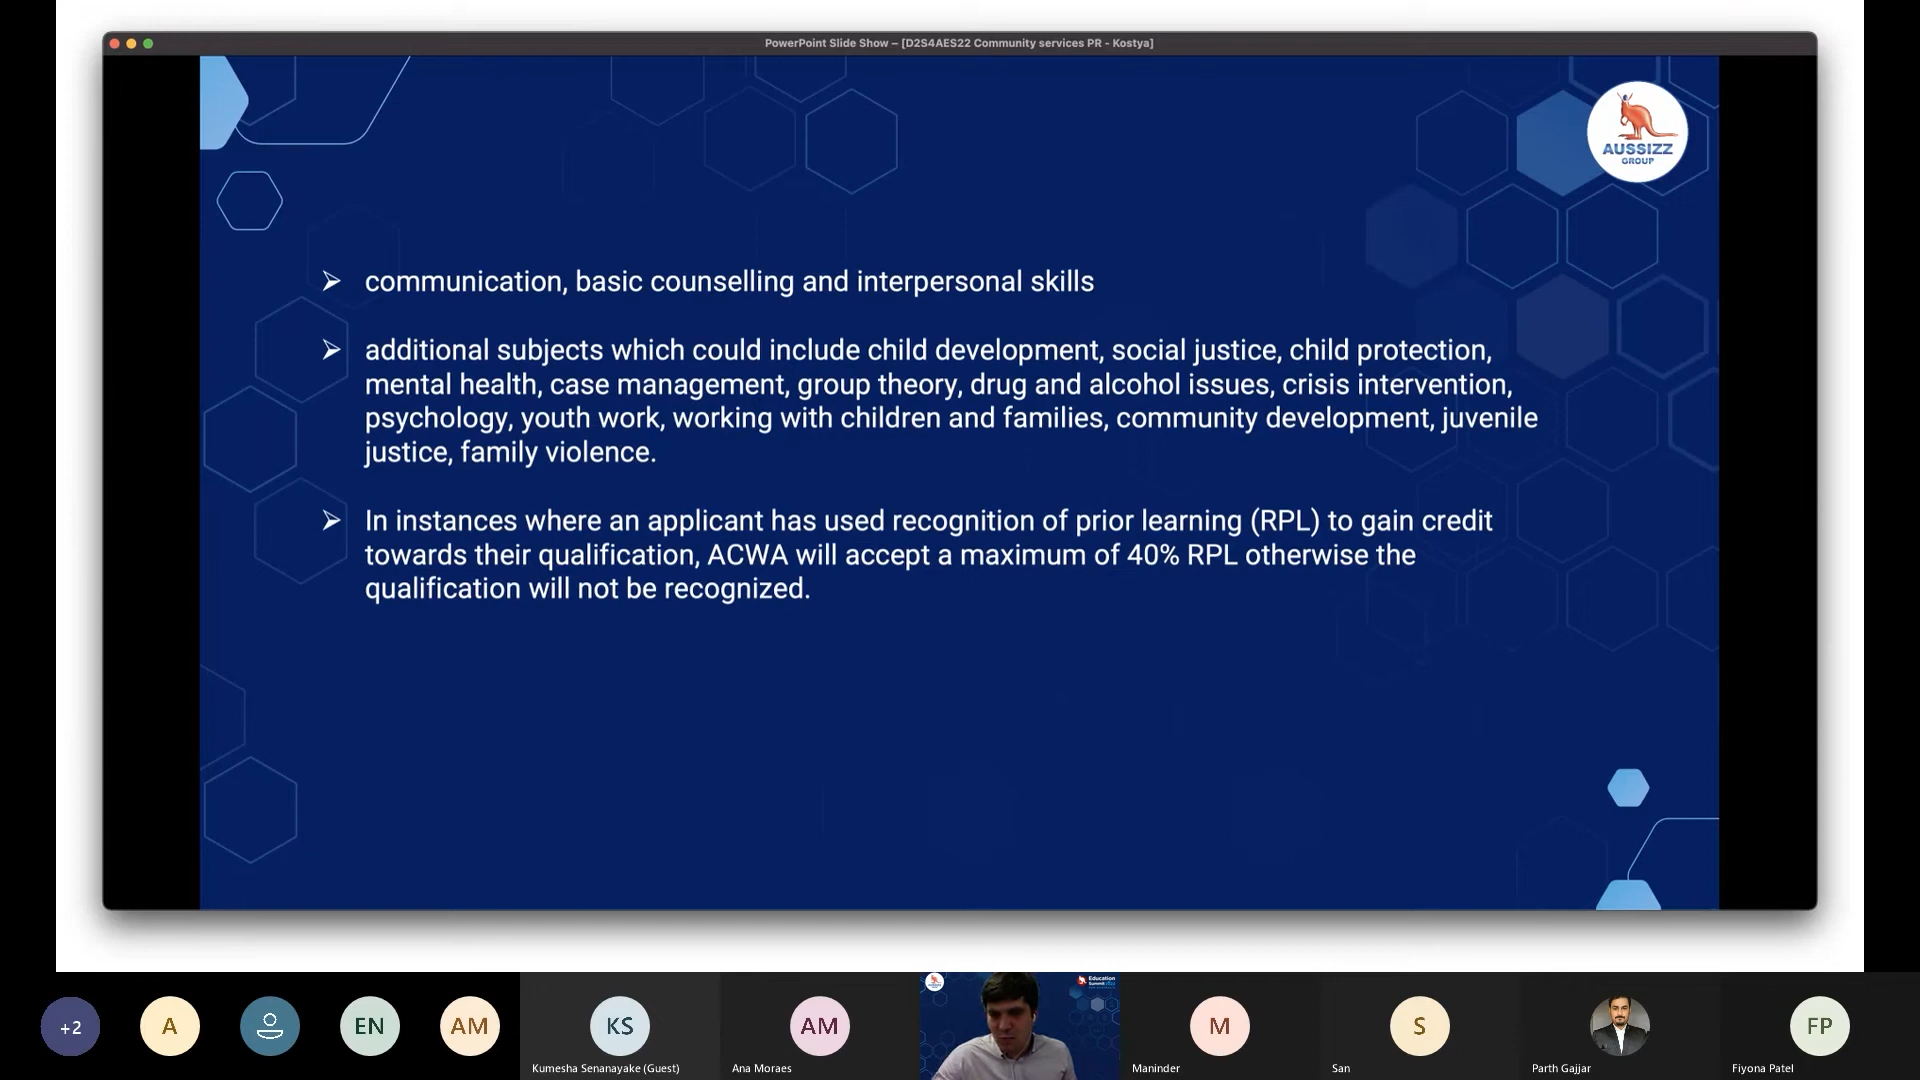 PowerPoint Slide Show – [D2S4AES22 Community services PR - Kostya]
AUSSIZZ
GROUP
communication, basic counselling and interpersonal skills
additional subjects which could include child development, social justice, child protection,
mental health, case management, group theory, drug and alcohol issues, crisis intervention,
psychology, youth work, working with children and families, community development, juvenile
justice, family violence.
In instances where an applicant has used recognition of prior learning (RPL) to gain credit
towards their qualification, ACWA will accept a maximum of 40% RPL otherwise the
qualification will not be recognized.
+2
A
EN
AM
KS
AM
Education
Summit2022
M
S
FP
Kumesha Senanayake (Guest)
Ana Moraes
Maninder
San
Parth Gajjar
Fiyona Patel